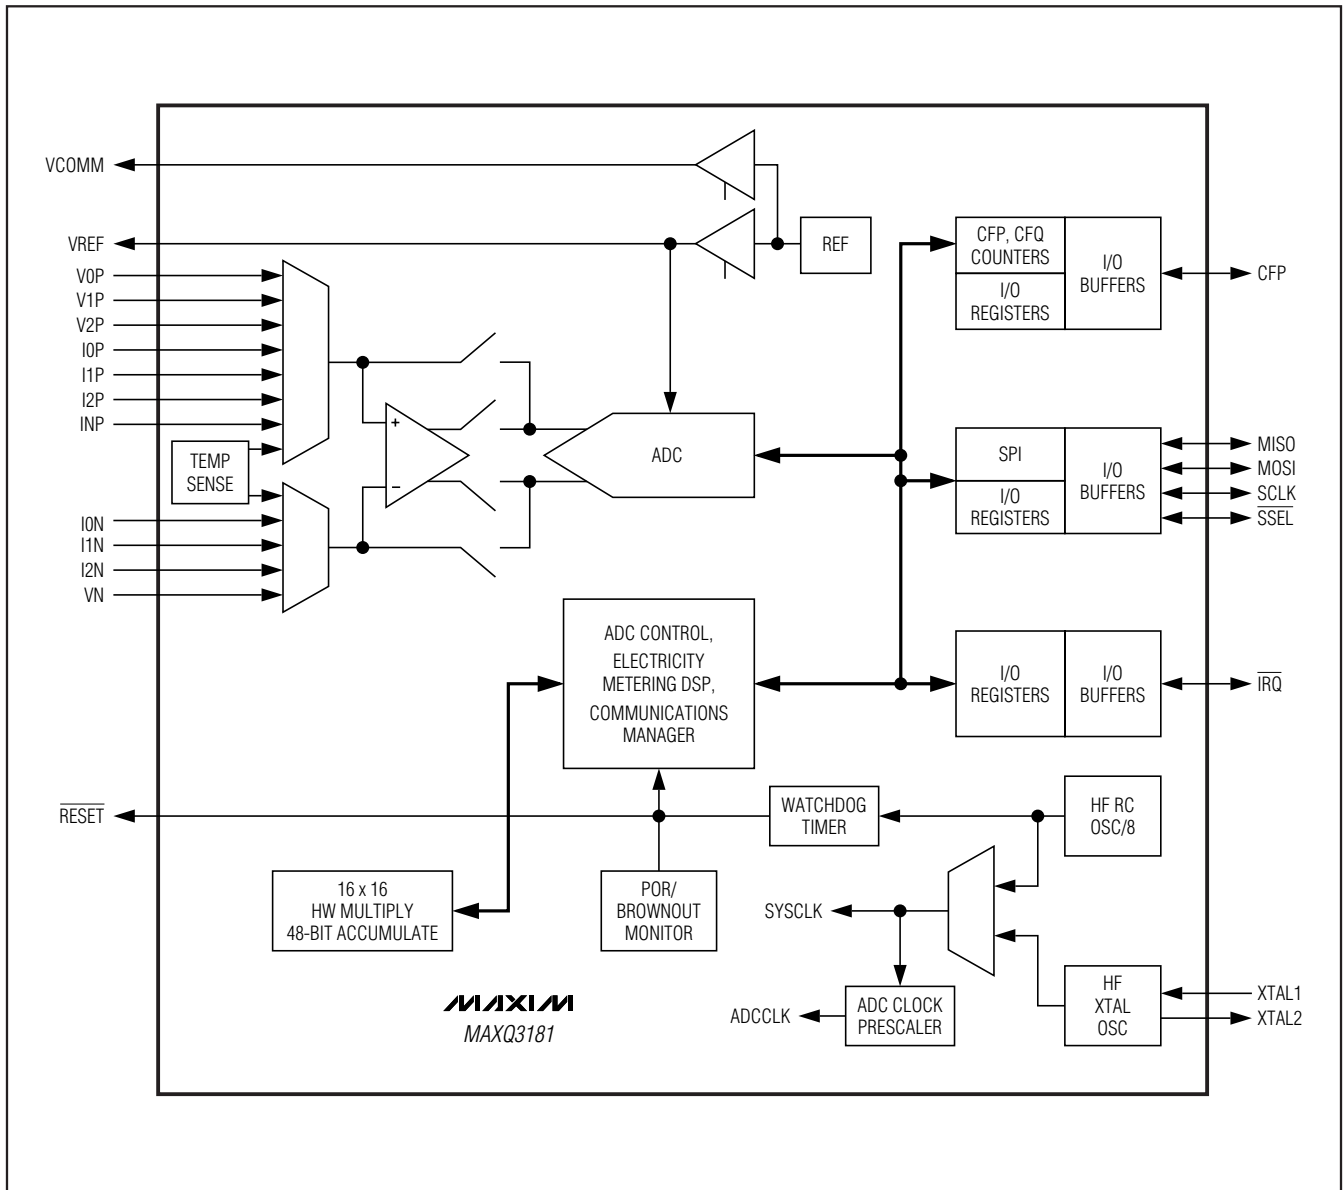 VCOMM
VREF
REF
V0P
V1P
V2P
I0P
I1P
I2P
INP
TEMP
SENSE
I0N
I1N
I2N
VN
+
−
ADC
CFP, CFQ
COUNTERS
I/O
REGISTERS
I/O
BUFFERS
CFP
SPI
I/O
REGISTERS
I/O
BUFFERS
MISO
MOSI
SCLK
S̅S̅E̅L̅
ADC CONTROL,
ELECTRICITY
METERING DSP,
COMMUNICATIONS
MANAGER
I/O
REGISTERS
I/O
BUFFERS
I̅R̅Q̅
R̅E̅S̅E̅T̅
WATCHDOG
TIMER
HF RC
OSC/8
16 x 16
HW MULTIPLY
48-BIT ACCUMULATE
POR/
BROWNOUT
MONITOR
SYSCLK
ADCCLK
ADC CLOCK
PRESCALER
HF
XTAL
OSC
XTAL1
XTAL2
MAXIM
MAXQ3181